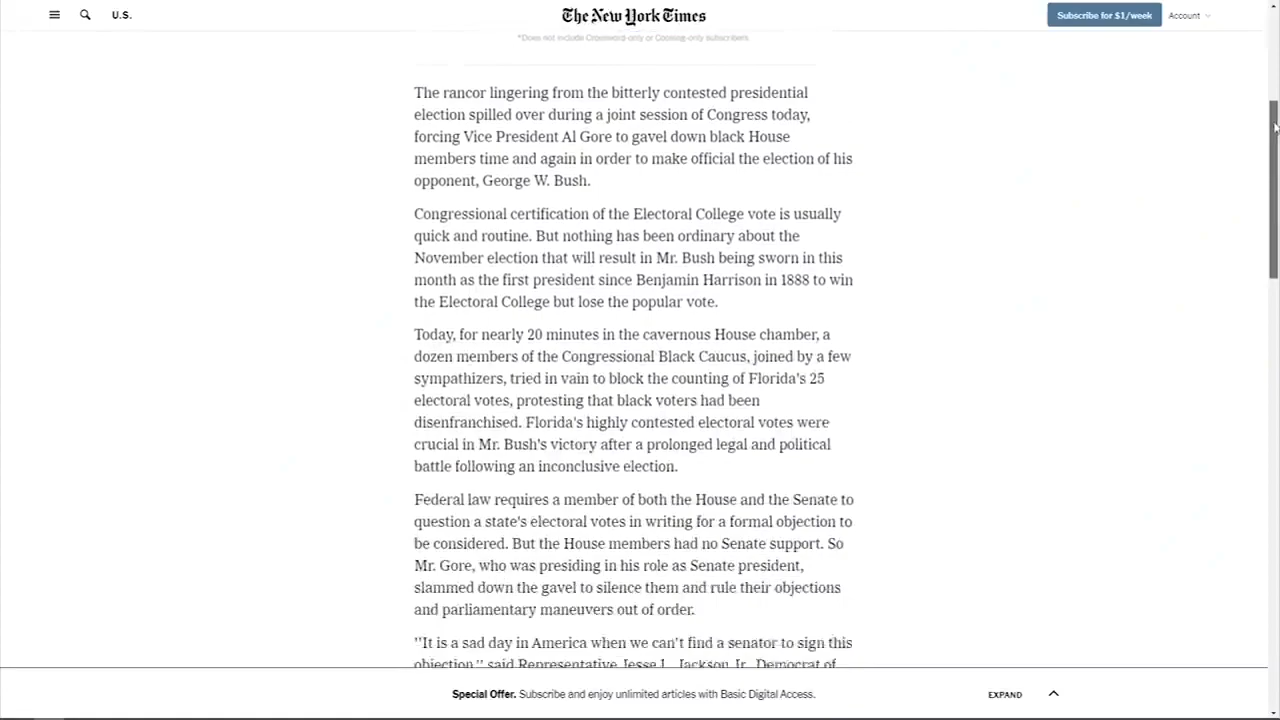 U.S.
The New York Times
Subscribe for $1/week
Account
*Does not include Crossword-only or Cooking-only subscribers.
The rancor lingering from the bitterly contested presidential
election spilled over during a joint session of Congress today,
forcing Vice President Al Gore to gavel down black House
members time and again in order to make official the election of his
opponent, George W. Bush.
Congressional certification of the Electoral College vote is usually
quick and routine. But nothing has been ordinary about the
November election that will result in Mr. Bush being sworn in this
month as the first president since Benjamin Harrison in 1888 to win
the Electoral College but lose the popular vote.
Today, for nearly 20 minutes in the cavernous House chamber, a
dozen members of the Congressional Black Caucus, joined by a few
sympathizers, tried in vain to block the counting of Florida's 25
electoral votes, protesting that black voters had been
disenfranchised. Florida's highly contested electoral votes were
crucial in Mr. Bush's victory after a prolonged legal and political
battle following an inconclusive election.
Federal law requires a member of both the House and the Senate to
question a state's electoral votes in writing for a formal objection to
be considered. But the House members had no Senate support. So
Mr. Gore, who was presiding in his role as Senate president,
slammed down the gavel to silence them and rule their objections
and parliamentary maneuvers out of order.
''It is a sad day in America when we can't find a senator to sign this
objection,'' said Representative Jesse L. Jackson Jr., Democrat of
Special Offer. Subscribe and enjoy unlimited articles with Basic Digital Access.
EXPAND